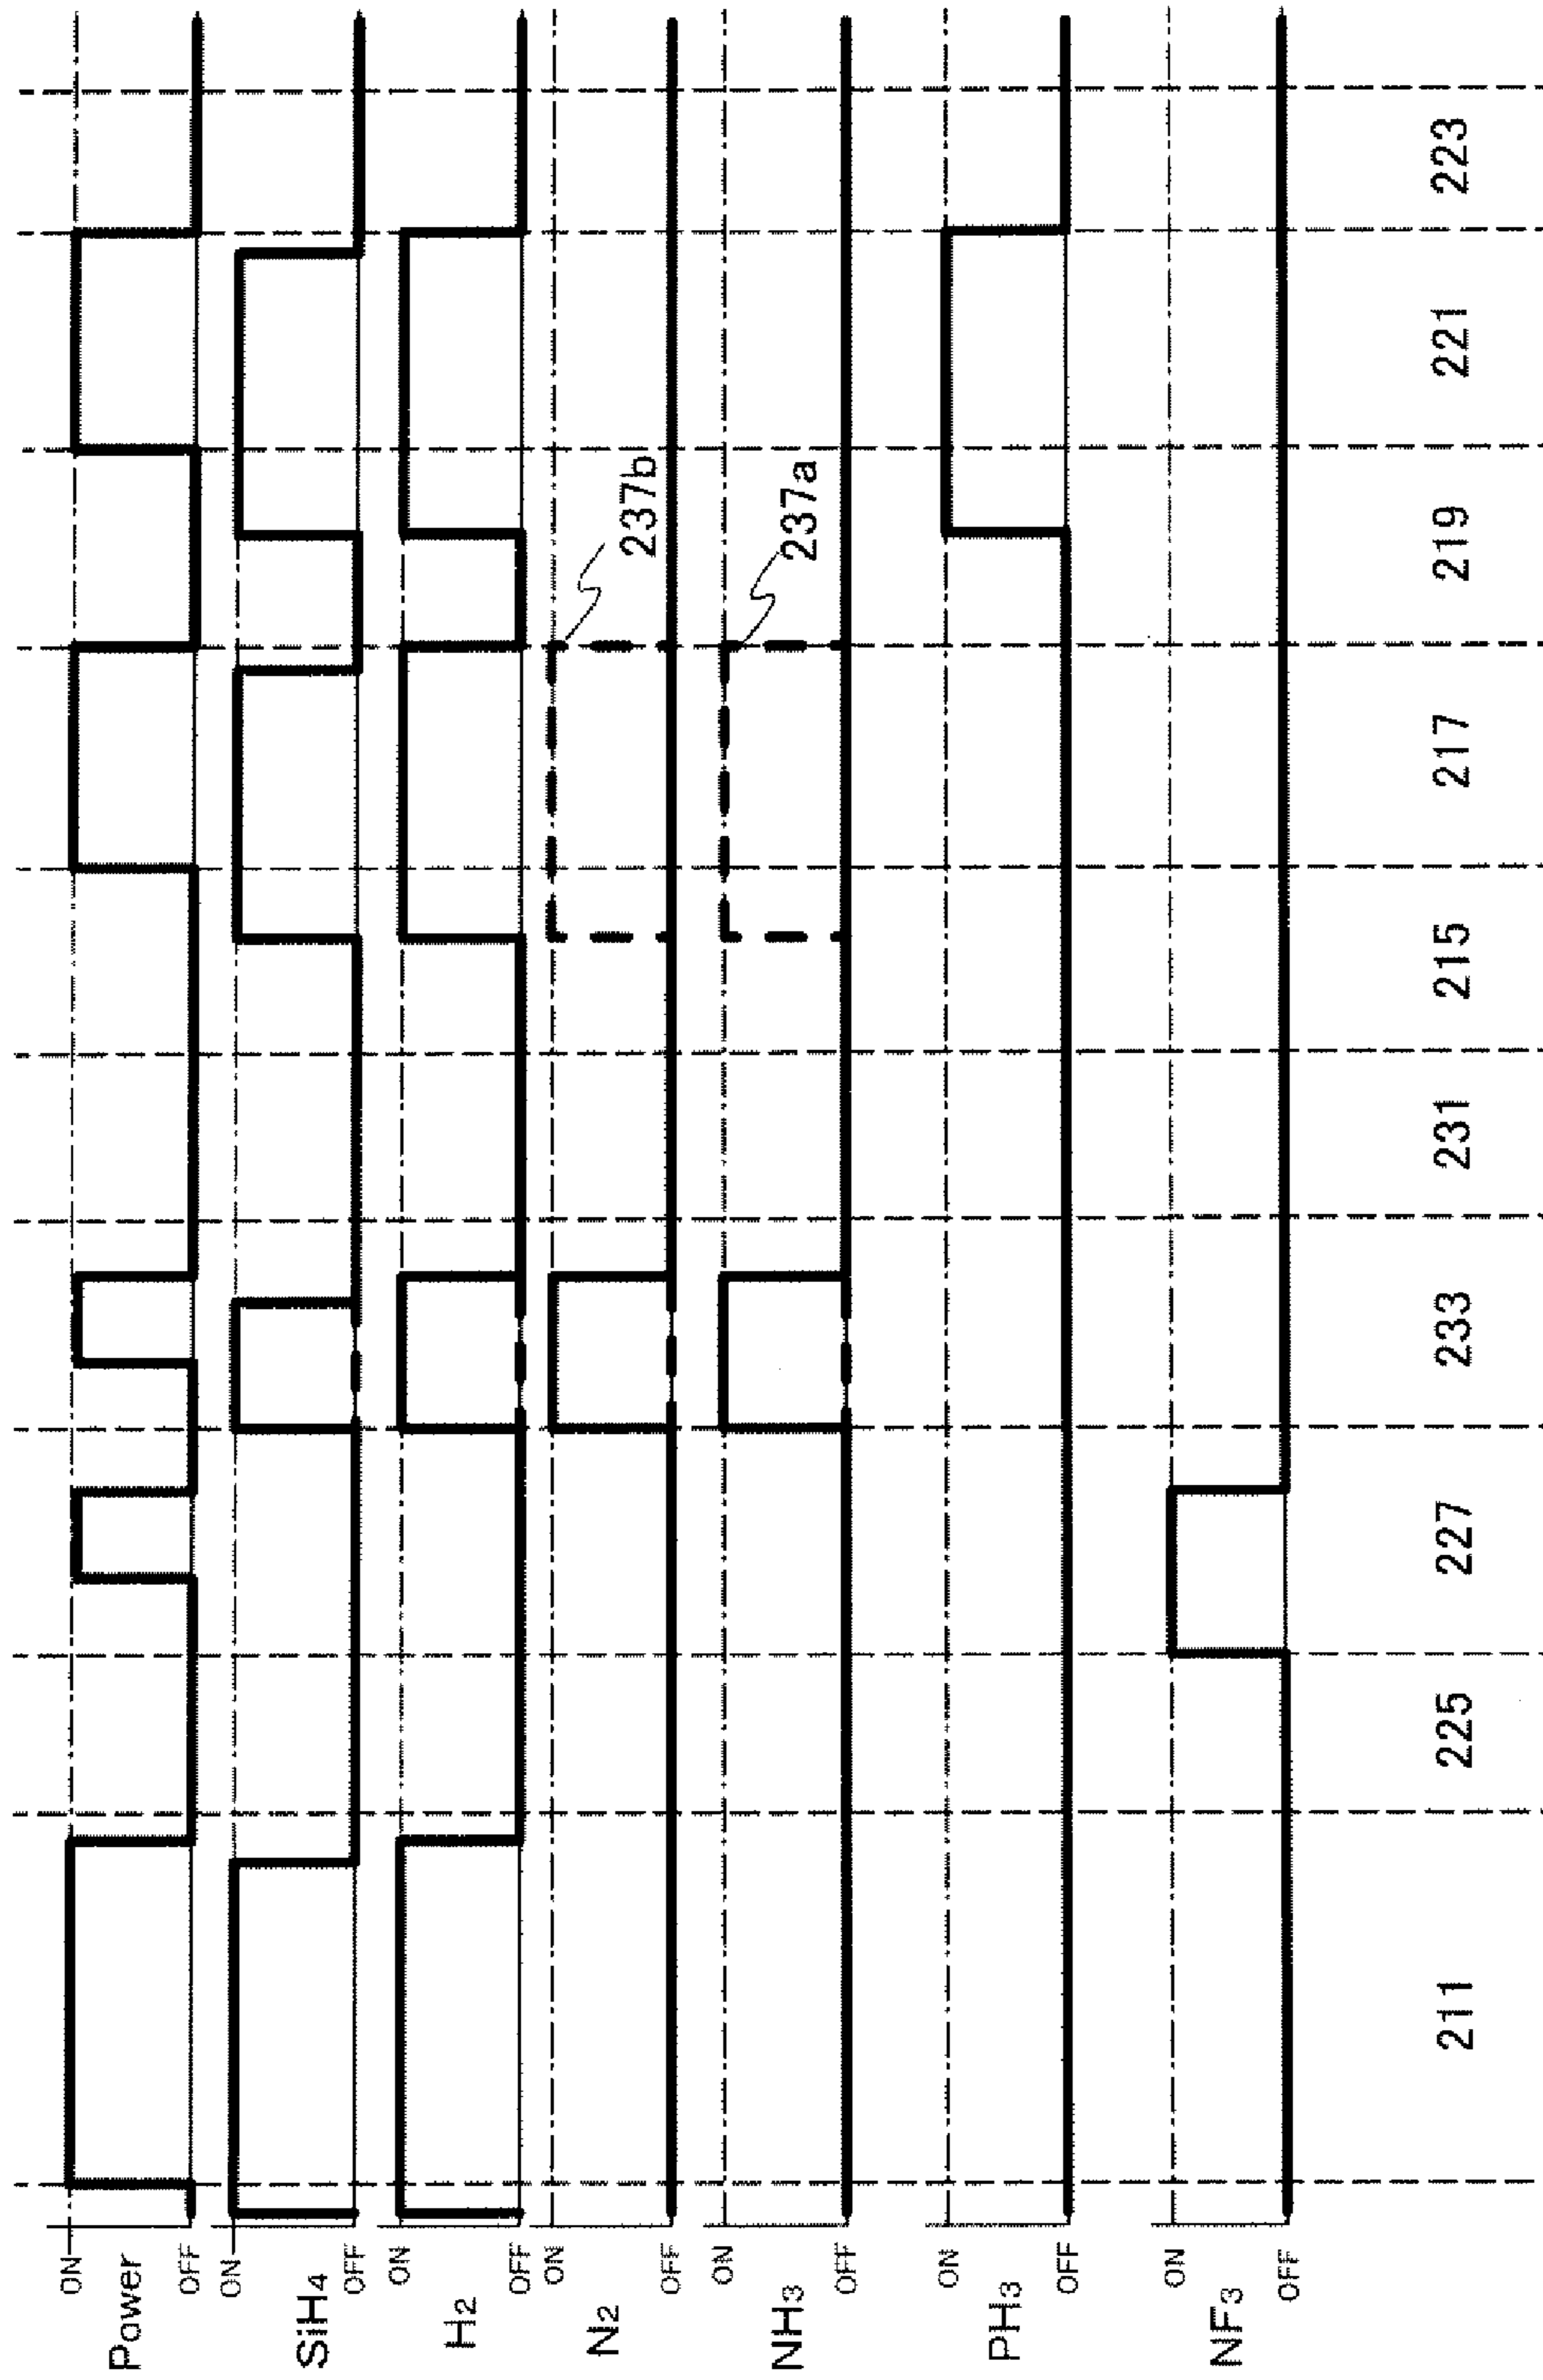 Power
ON
OFF
SiH4
ON
OFF
H2
ON
OFF
N2
ON
OFF
237b
NH3
ON
OFF
237a
PH3
ON
OFF
NF3
ON
OFF
211 225 227 233 231 215 217 219 221 223